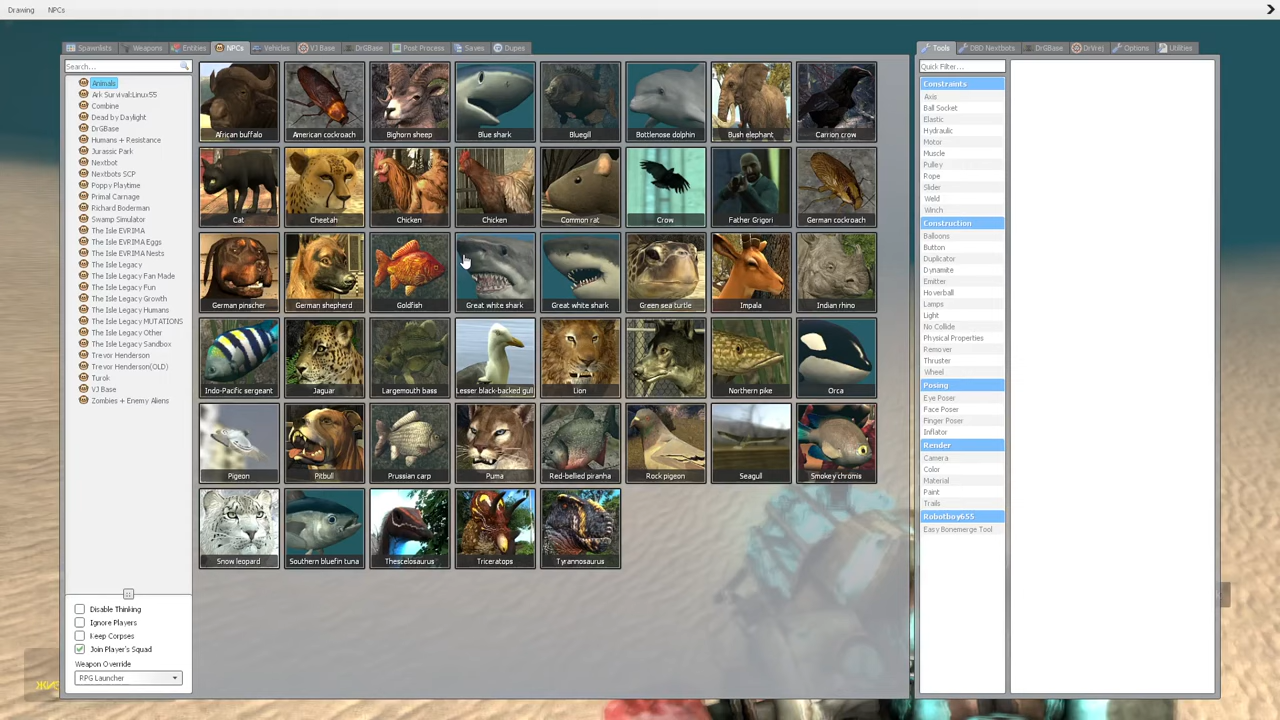 Drawing NPCs
Spawnlists Weapons Entities NPCs Vehicles VJ Base DrGBase Post Process Saves Dupes
Tools DBD Nextbots DrGBase DrVrej Options Utilities
Search...
Animals
Ark Survival:Linux55
Combine
Dead by Daylight
DrGBase
Humans + Resistance
Jurassic Park
Nextbot
Nextbots SCP
Poppy Playtime
Primal Carnage
Richard Boderman
Swamp Simulator
The Isle EVRIMA
The Isle EVRIMA Eggs
The Isle EVRIMA Nests
The Isle Legacy
The Isle Legacy Fan Made
The Isle Legacy Fun
The Isle Legacy Growth
The Isle Legacy Humans
The Isle Legacy MUTATIONS
The Isle Legacy Other
The Isle Legacy Sandbox
Trevor Henderson
Trevor Henderson(OLD)
Turok
VJ Base
Zombies + Enemy Aliens
Disable Thinking
Ignore Players
Keep Corpses
Join Player's Squad
Weapon Override
RPG Launcher
African buffalo American cockroach Bighorn sheep Blue shark Bluegill Bottlenose dolphin Bush elephant Carrion crow
Cat Cheetah Chicken Chicken Common rat Crow Father Grigori German cockroach
German pinscher German shepherd Goldfish Great white shark Great white shark Green sea turtle Impala Indian rhino
Indo-Pacific sergeant Jaguar Largemouth bass Lesser black-backed gull Lion Northern pike Orca
Pigeon Pitbull Prussian carp Puma Red-bellied piranha Rock pigeon Seagull Smokey chromis
Snow leopard Southern bluefin tuna Thescelosaurus Triceratops Tyrannosaurus
Quick Filter...
Constraints
Axis
Ball Socket
Elastic
Hydraulic
Motor
Muscle
Pulley
Rope
Slider
Weld
Winch
Construction
Balloons
Button
Duplicator
Dynamite
Emitter
Hoverball
Lamps
Light
No Collide
Physical Properties
Remover
Thruster
Wheel
Posing
Eye Poser
Face Poser
Finger Poser
Inflator
Render
Camera
Color
Material
Paint
Trails
Robotboy655
Easy Bonemerge Tool